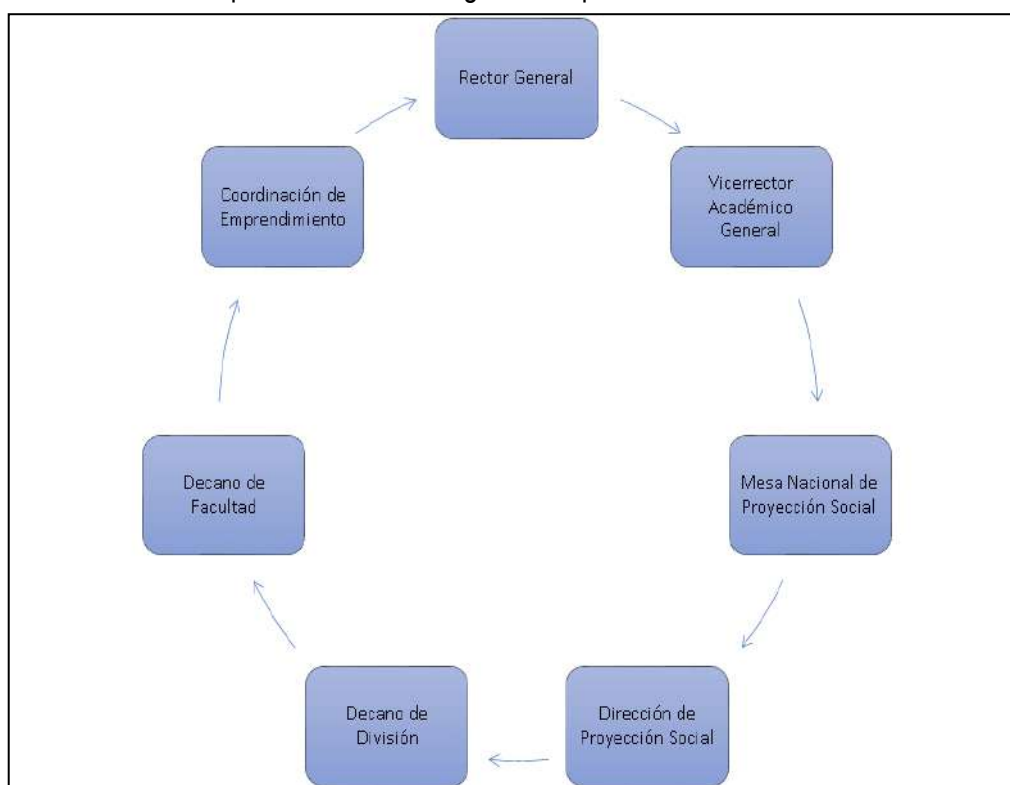 Rector General
Vicerrector
Académico
General
Mesa Nacional de
Proyección Social
Dirección de
Proyección Social
Decano de
División
Decano de
Facultad
Coordinación de
Emprendimiento